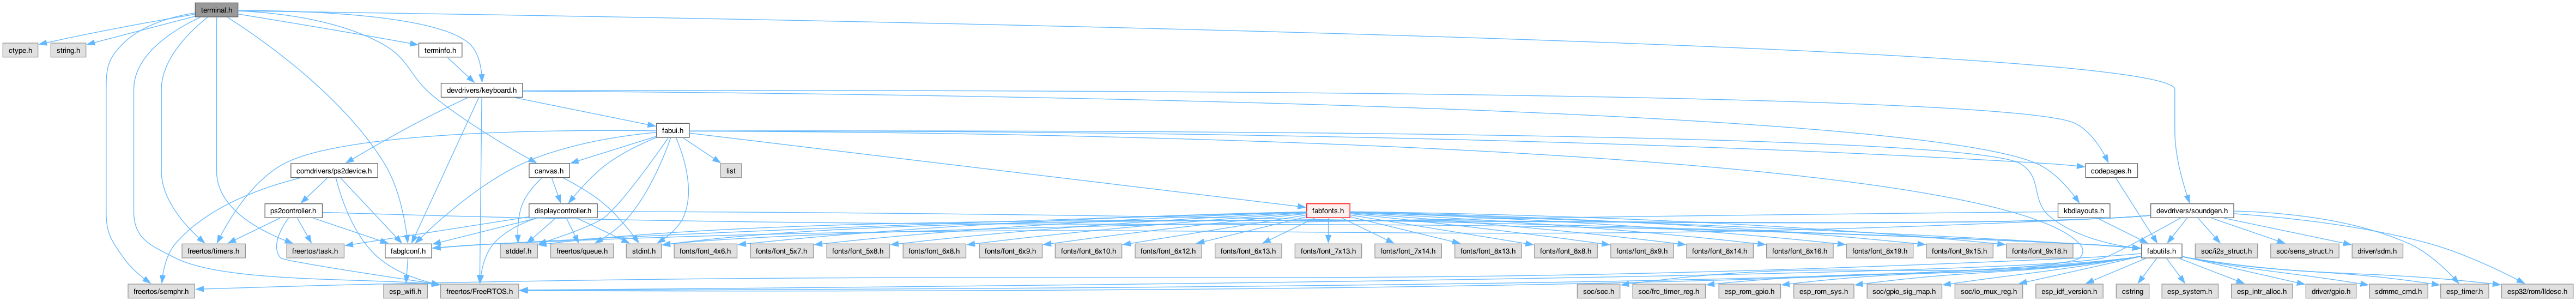 terminal.h
ctype.h
string.h
terminfo.h
devdrivers/keyboard.h
fabui.h
comdrivers/ps2device.h
canvas.h
list
codepages.h
ps2controller.h
displaycontroller.h
fabfonts.h
kbdlayouts.h
devdrivers/soundgen.h
freertos/timers.h
freertos/task.h
fabglconf.h
stddef.h
freertos/queue.h
stdint.h
fonts/font_4x6.h
fonts/font_5x7.h
fonts/font_5x8.h
fonts/font_6x8.h
fonts/font_6x9.h
fonts/font_6x10.h
fonts/font_6x12.h
fonts/font_6x13.h
fonts/font_7x13.h
fonts/font_7x14.h
fonts/font_8x13.h
fonts/font_8x8.h
fonts/font_8x9.h
fonts/font_8x14.h
fonts/font_8x16.h
fonts/font_8x19.h
fonts/font_9x15.h
fonts/font_9x18.h
fabutils.h
soc/i2s_struct.h
soc/sens_struct.h
driver/sdm.h
freertos/semphr.h
esp_wifi.h
freertos/FreeRTOS.h
soc/soc.h
soc/frc_timer_reg.h
esp_rom_gpio.h
esp_rom_sys.h
soc/gpio_sig_map.h
soc/io_mux_reg.h
esp_idf_version.h
cstring
esp_system.h
esp_intr_alloc.h
driver/gpio.h
sdmmc_cmd.h
esp_timer.h
esp32/rom/lldesc.h